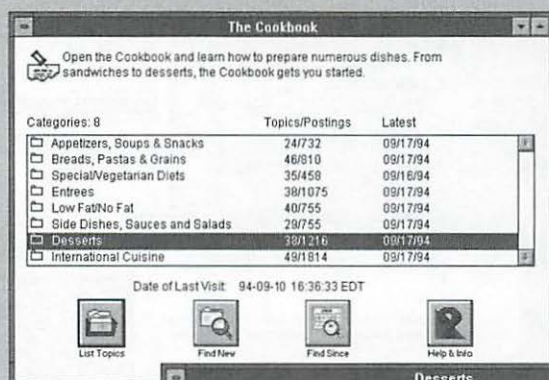 The Cookbook
Open the Cookbook and learn how to prepare numerous dishes. From
sandwiches to desserts, the Cookbook gets you started.
Categories: 8 Topics/Postings Latest
Appetizers, Soups & Snacks 24/732 09/17/94
Breads, Pastas & Grains 46/810 09/17/94
Special/Vegetarian Diets 35/458 09/16/94
Entrees 38/1075 09/17/94
Low Fat/No Fat 40/755 09/17/94
Side Dishes, Sauces and Salads 29/755 09/17/94
Desserts 38/1216 09/17/94
International Cuisine 49/1814 09/17/94
Date of Last Visit: 94-09-10 16:36:33 EDT
List Topics Find New Find Since Help & Info
Desserts